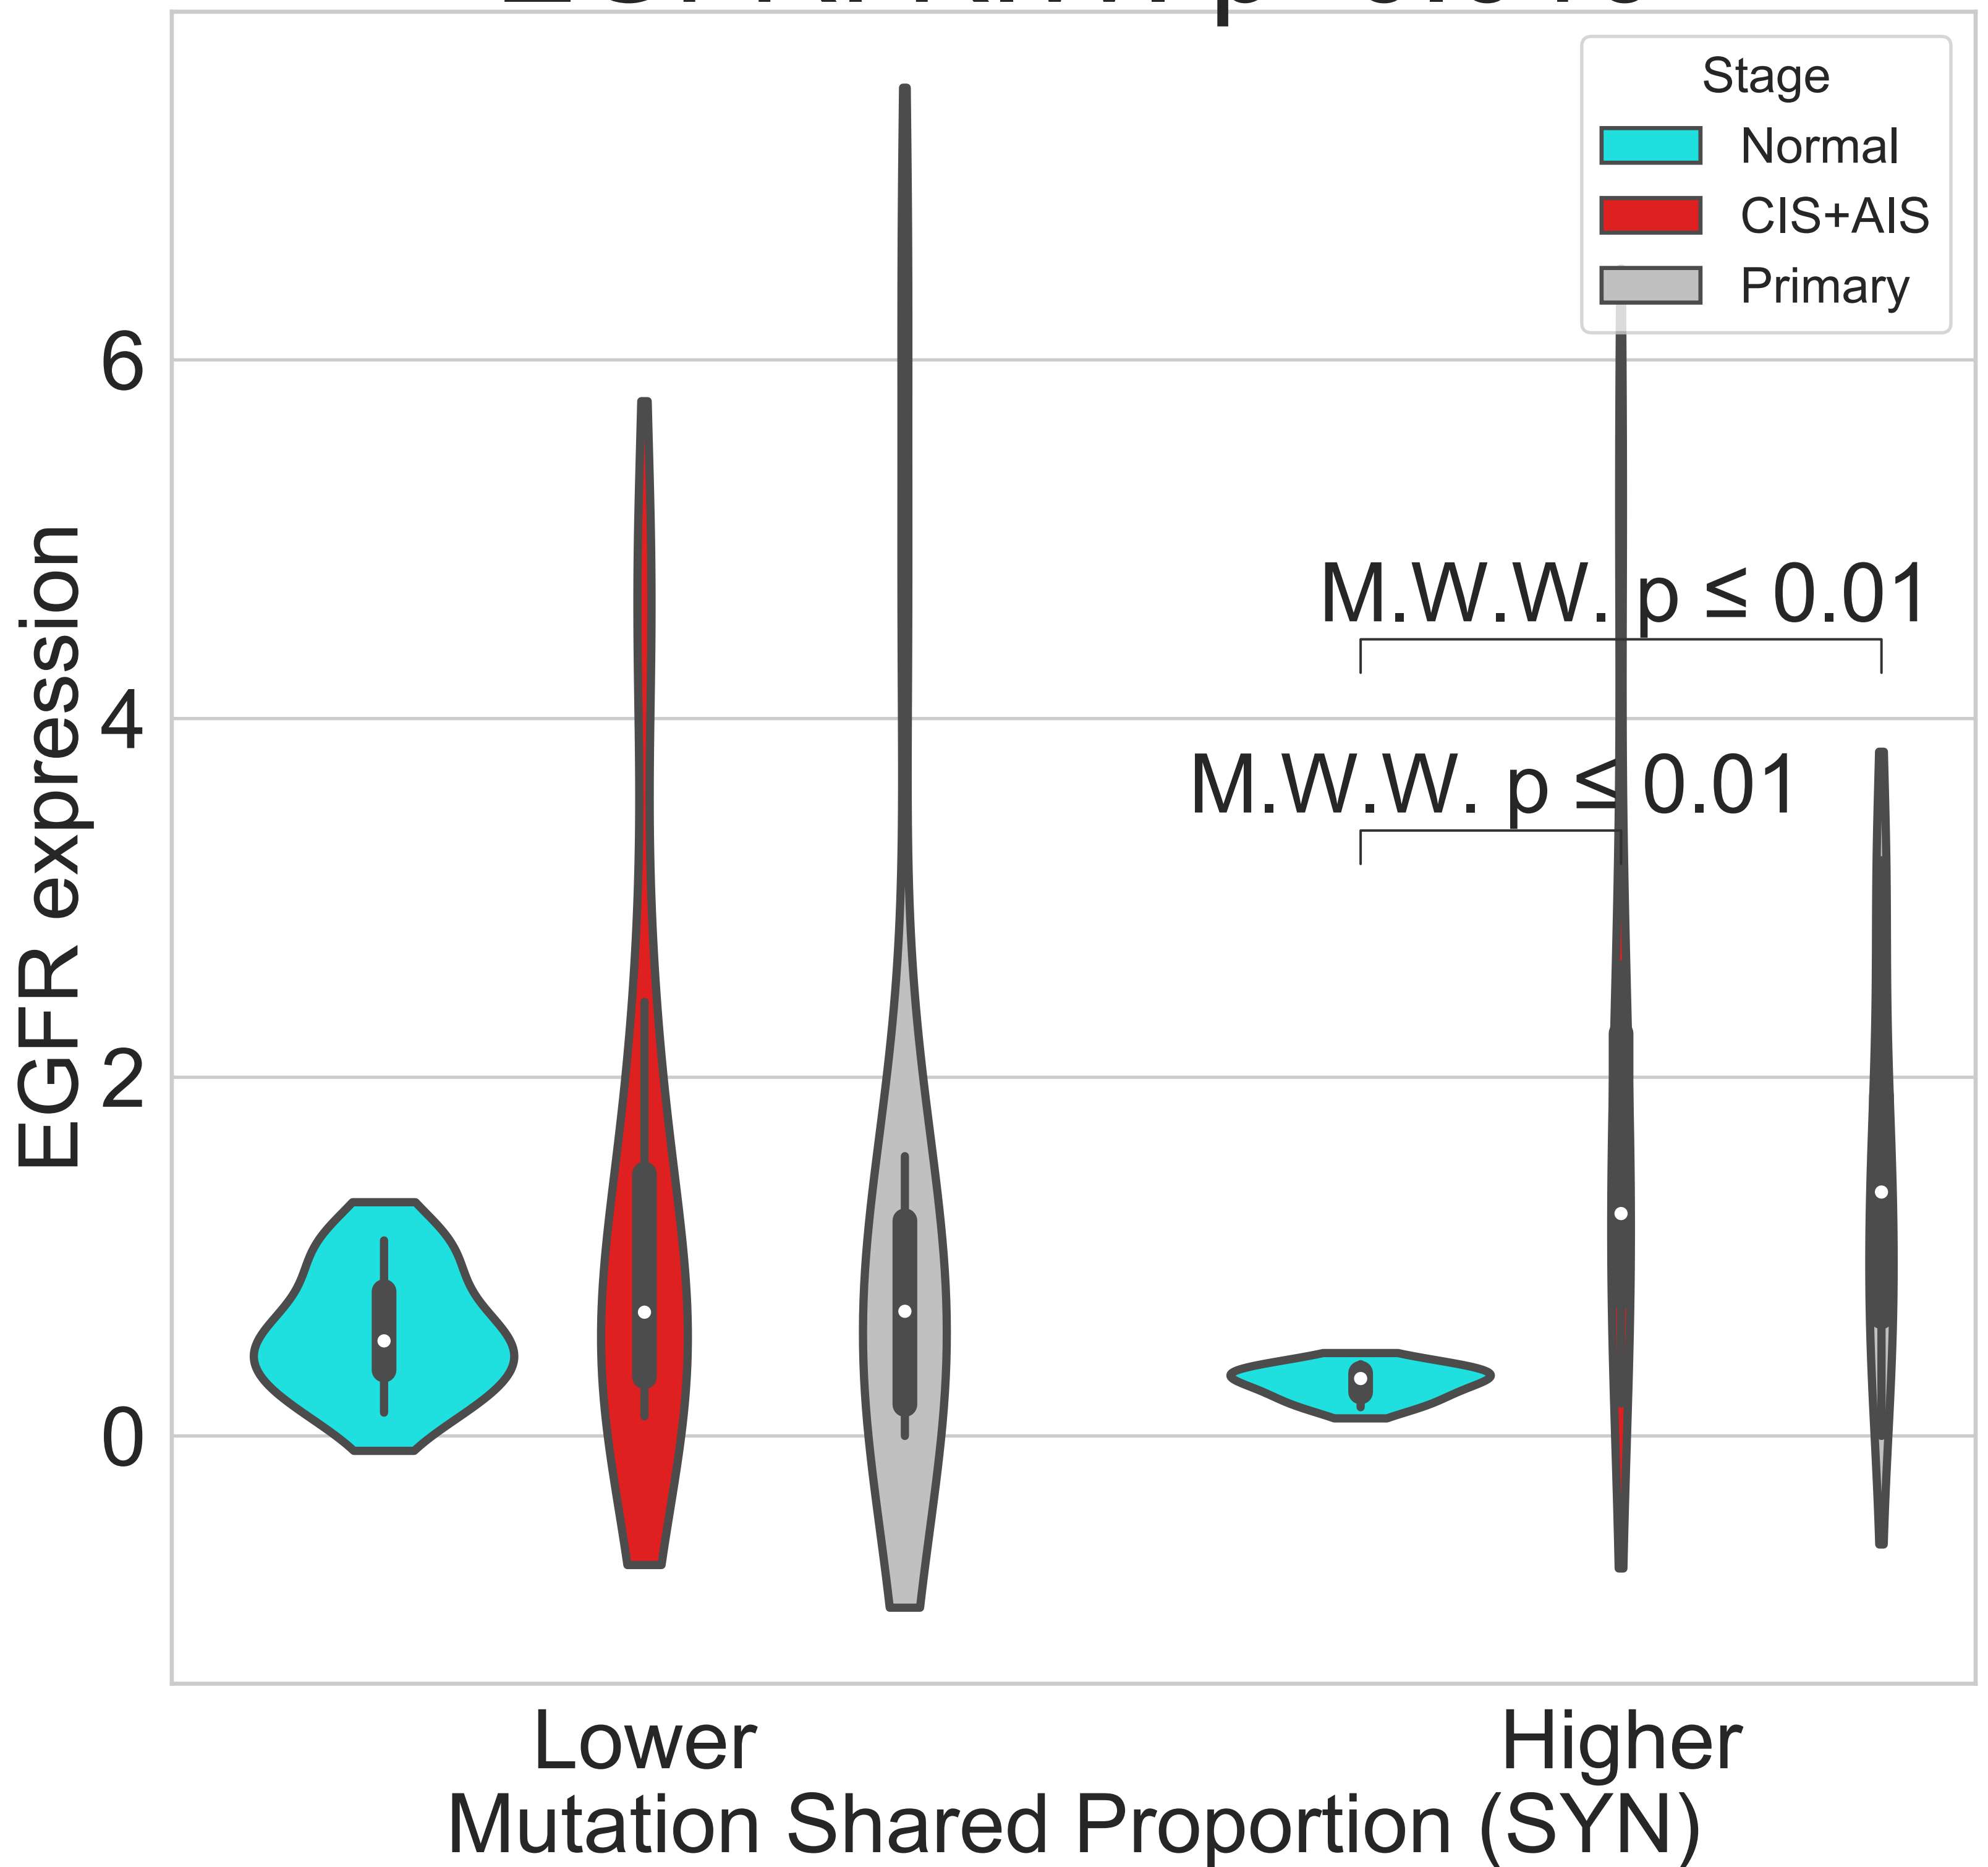 Stage
Normal
CIS+AIS
Primary
6
4
2
0
EGFR expression
M.W.W. p ≤ 0.01
M.W.W. p ≤ 0.01
Lower
Higher
Mutation Shared Proportion (SYN)